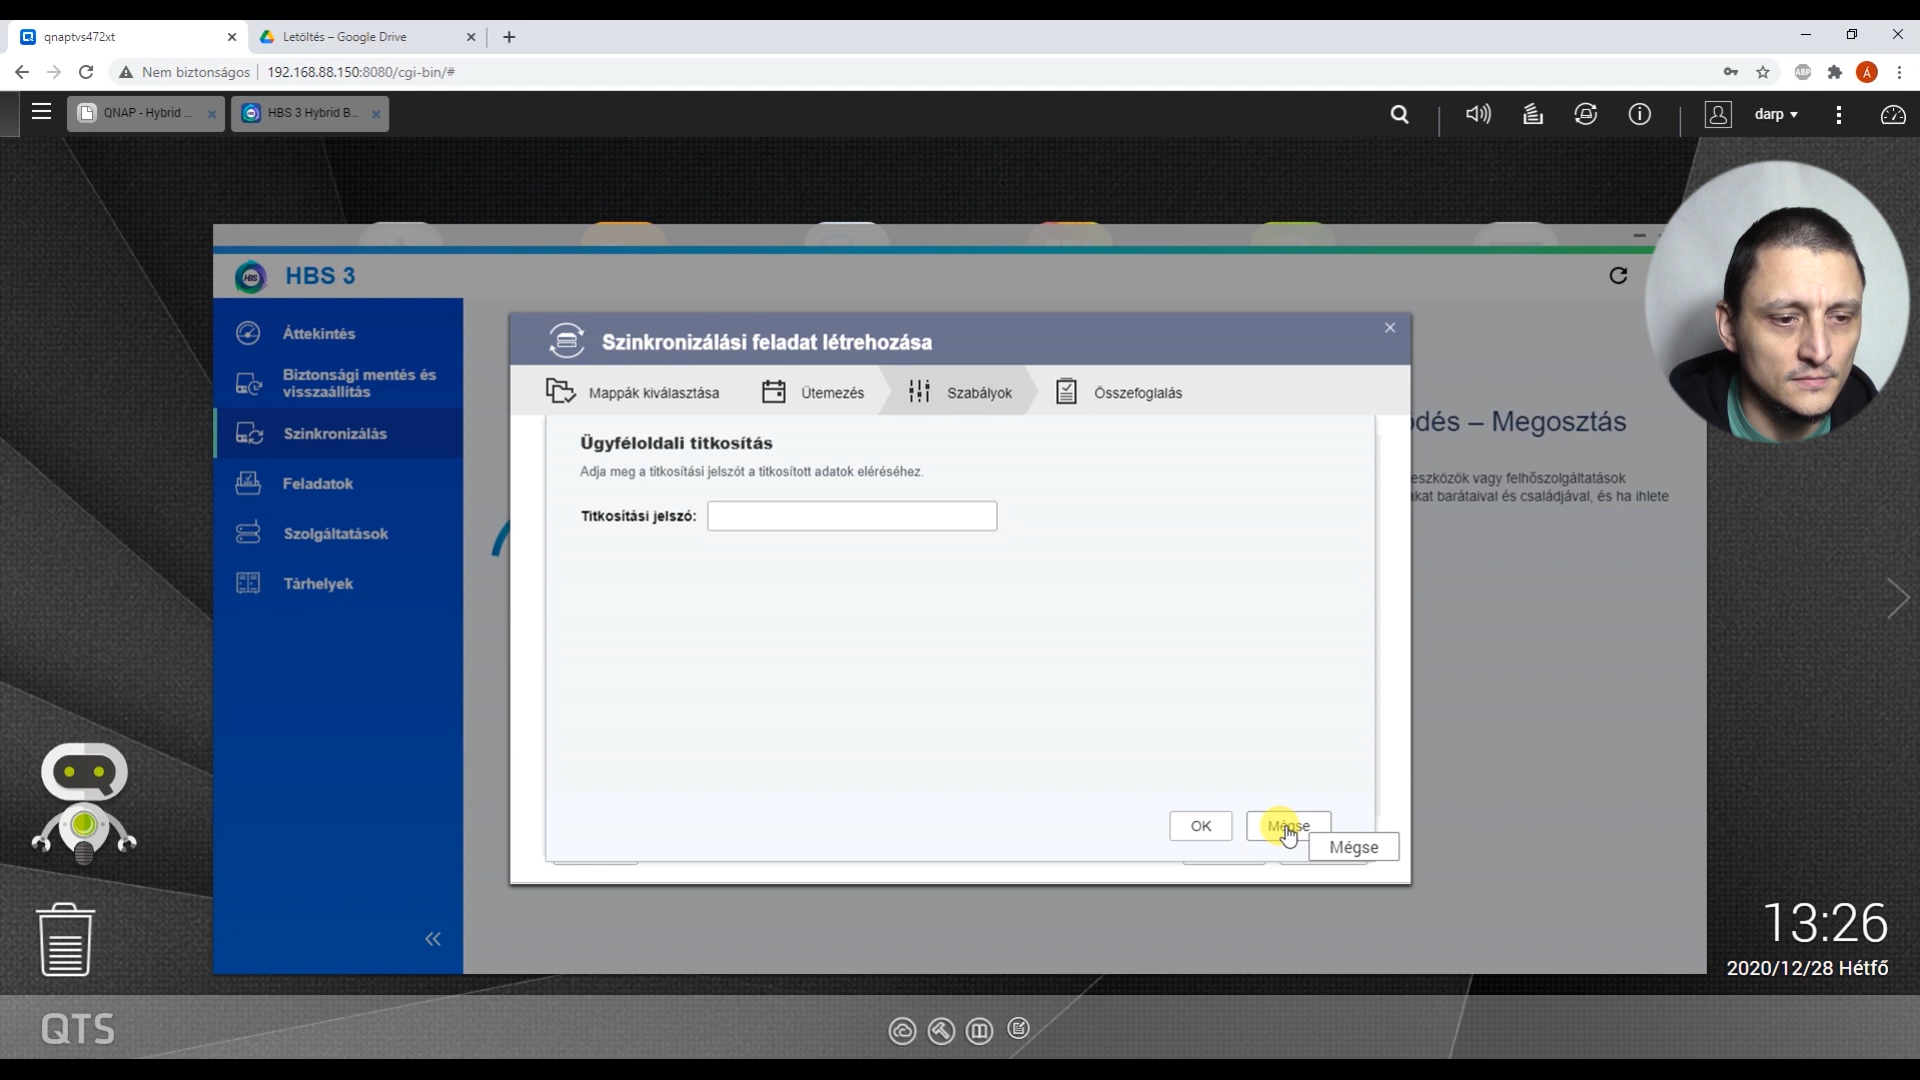 qnaptvs472xt
Letöltés – Google Drive
Nem biztonságos
192.168.88.150:8080/cgi-bin/#
ABP
Á
QNAP - Hybrid ...
HBS 3 Hybrid B...
darp
HBS
HBS 3
Áttekintés
Biztonsági mentés és
visszaállítás
Szinkronizálás
Feladatok
Szolgáltatások
Tárhelyek
Szinkronizálási feladat létrehozása
Mappák kiválasztása
Ütemezés
Szabályok
Összefoglalás
Ügyféloldali titkosítás
Adja meg a titkosítási jelszót a titkosított adatok eléréséhez.
Titkosítási jelszó:
OK
Mégse
Mégse
– Megosztás
vagy felhőszolgáltatások
barátaival és családjával, és ha ihlete
13:26
2020/12/28 Hétfő
QTS